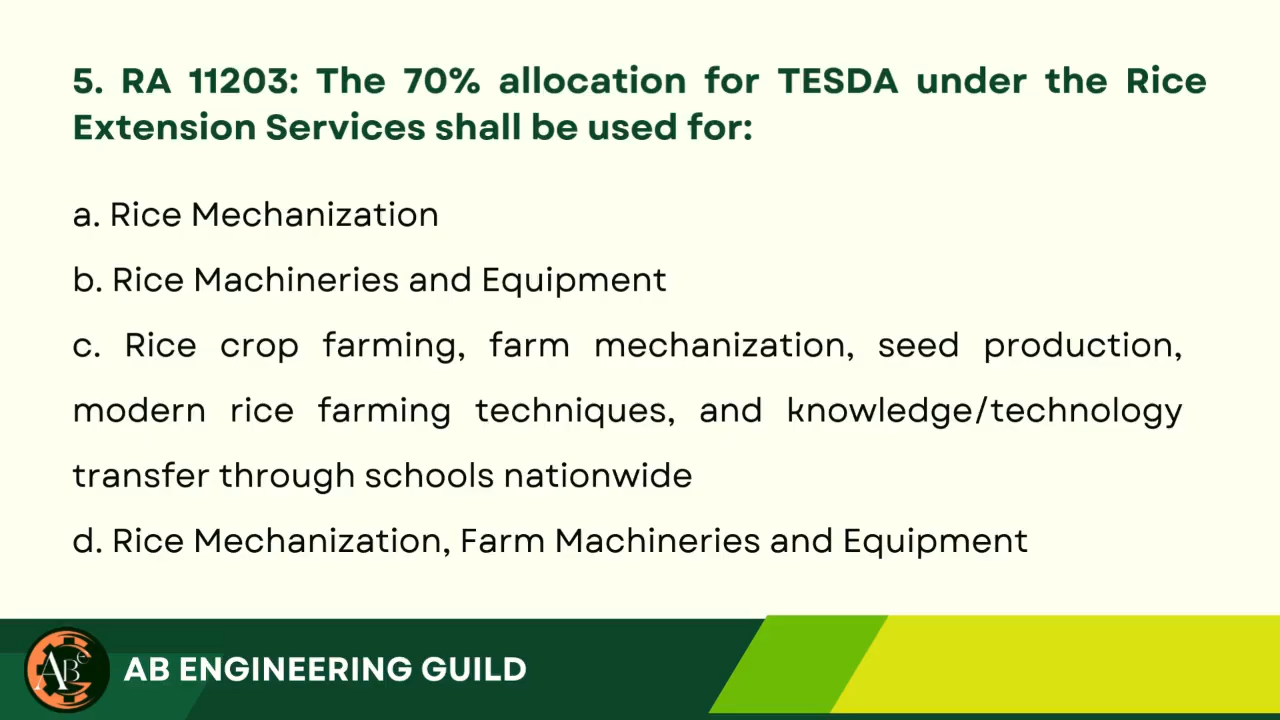 5. RA 11203: The 70% allocation for TESDA under the Rice
Extension Services shall be used for:
a. Rice Mechanization
b. Rice Machineries and Equipment
c. Rice crop farming, farm mechanization, seed production,
modern rice farming techniques, and knowledge/technology
transfer through schools nationwide
d. Rice Mechanization, Farm Machineries and Equipment
ABe
AB ENGINEERING GUILD